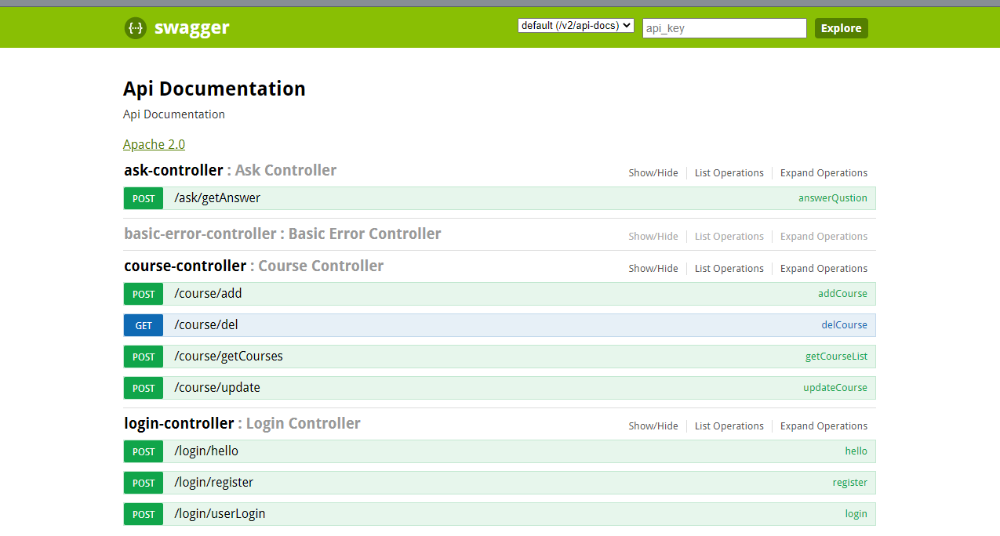 {··} swagger default (/v2/api-docs) api_key Explore
Api Documentation
Api Documentation
Apache 2.0
ask-controller : Ask Controller Show/Hide List Operations Expand Operations
POST /ask/getAnswer answerQustion
basic-error-controller : Basic Error Controller Show/Hide List Operations Expand Operations
course-controller : Course Controller Show/Hide List Operations Expand Operations
POST /course/add addCourse
GET /course/del delCourse
POST /course/getCourses getCourseList
POST /course/update updateCourse
login-controller : Login Controller Show/Hide List Operations Expand Operations
POST /login/hello hello
POST /login/register register
POST /login/userLogin login